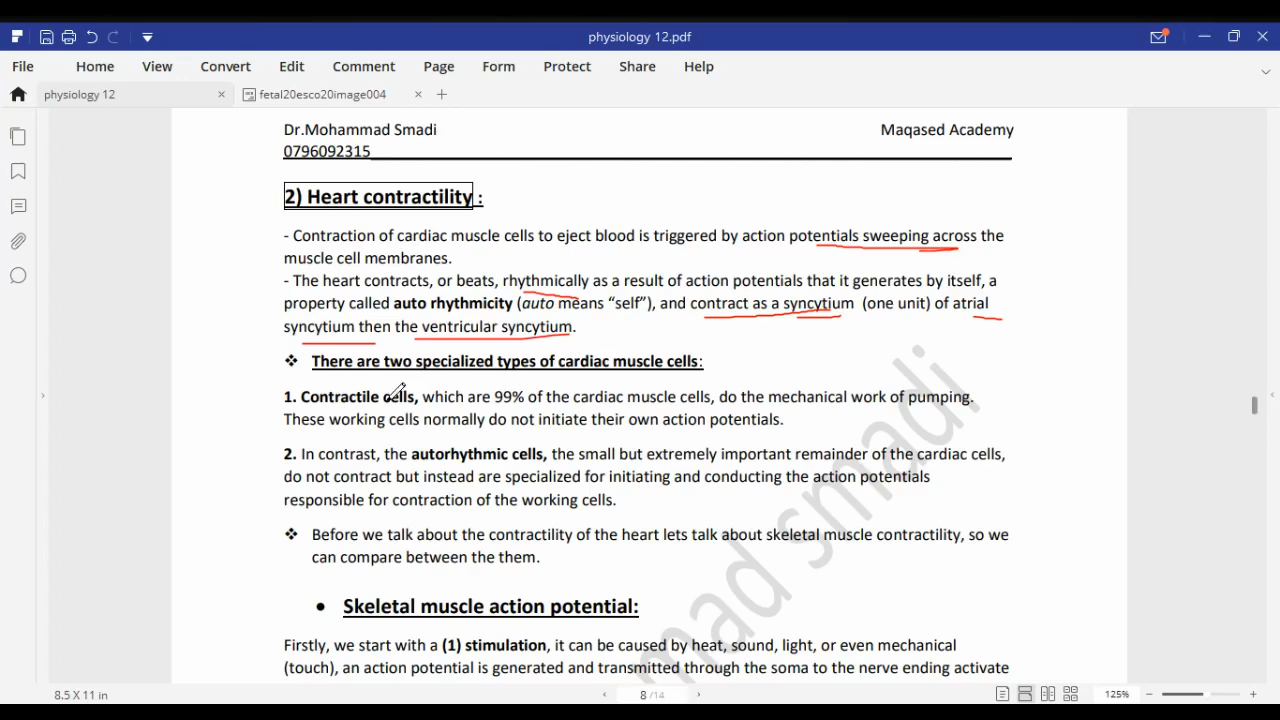 physiology 12.pdf
File Home View Convert Edit Comment Page Form Protect Share Help
physiology 12 fetal20esco20image004
Dr.Mohammad Smadi Maqased Academy
0796092315
2) Heart contractility :
- Contraction of cardiac muscle cells to eject blood is triggered by action potentials sweeping across the
muscle cell membranes.
- The heart contracts, or beats, rhythmically as a result of action potentials that it generates by itself, a
property called auto rhythmicity (auto means “self”), and contract as a syncytium (one unit) of atrial
syncytium then the ventricular syncytium.
❖ There are two specialized types of cardiac muscle cells:
1. Contractile cells, which are 99% of the cardiac muscle cells, do the mechanical work of pumping.
These working cells normally do not initiate their own action potentials.
2. In contrast, the autorhythmic cells, the small but extremely important remainder of the cardiac cells,
do not contract but instead are specialized for initiating and conducting the action potentials
responsible for contraction of the working cells.
❖ Before we talk about the contractility of the heart lets talk about skeletal muscle contractility, so we
can compare between the them.
• Skeletal muscle action potential:
Firstly, we start with a (1) stimulation, it can be caused by heat, sound, light, or even mechanical
(touch), an action potential is generated and transmitted through the soma to the nerve ending activate
mad smadi
8.5 X 11 in 8 /14 125%